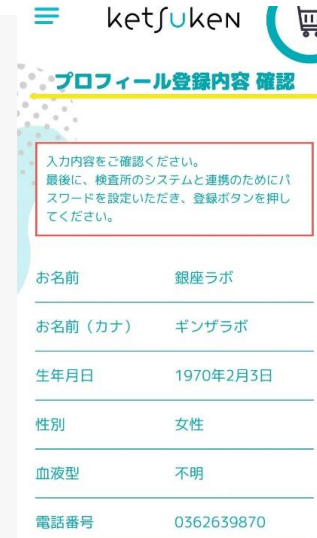 ketsuken
プロフィール登録内容 確認
入力内容をご確認ください。
最後に、検査所のシステムと連携のためにパ
スワードを設定いただき、登録ボタンを押し
てください。
お名前 銀座ラボ
お名前（カナ） ギンザラボ
生年月日 1970年2月3日
性別 女性
血液型 不明
電話番号 0362639870